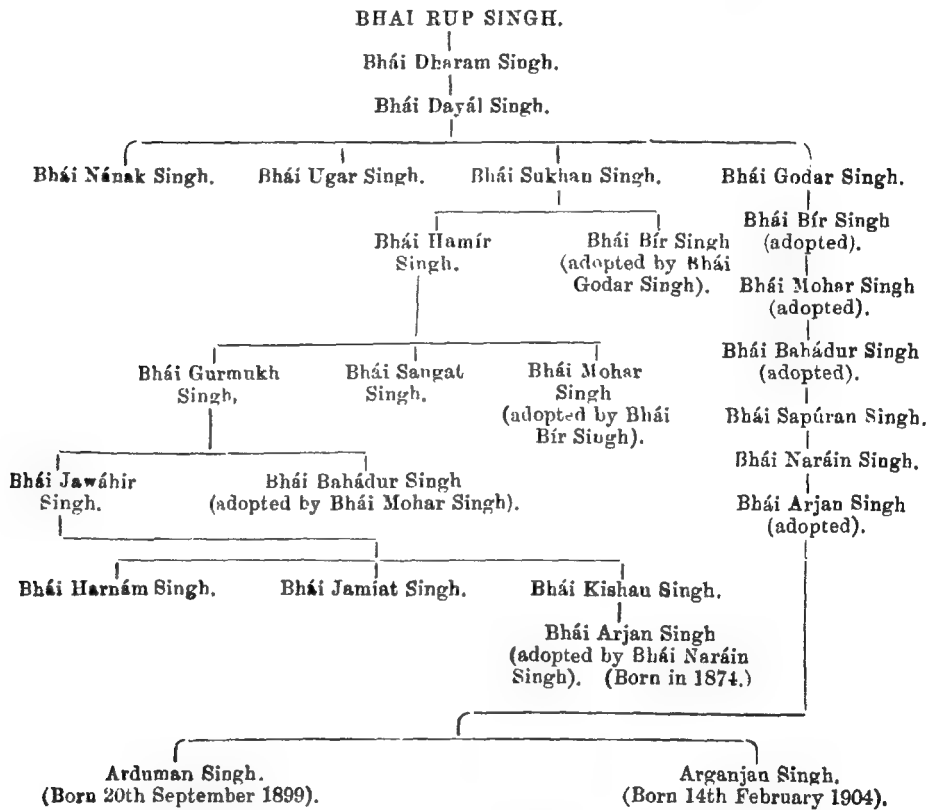 BHAI RUP SINGH.
Bhái Dharam Singh.
Bhái Dayál Singh.
Bhái Nának Singh. Bhái Ugar Singh. Bhái Sukhan Singh. Bhái Godar Singh.
Bhái Hamír
Singh.
Bhái Bír Singh
(adopted by Bhái
Godar Singh).
Bhái Bír Singh
(adopted).
Bhái Mohar Singh
(adopted).
Bhái Gurmukh
Singh,
Bhái Sangat
Singh.
Bhái Mohar
Singh
(adopted by Bhái
Bír Singh).
Bhái Bahádur Singh
(adopted).
Bhái Sapúran Singh.
Bhái Naráin Singh.
Bhái Arjan Singh
(adopted).
Bhái Jawáhir
Singh.
Bhái Bahádur Singh
(adopted by Bhái Mohar Singh).
Bhái Harnám Singh. Bhái Jamiat Singh. Bhái Kishau Singh.
Bhái Arjan Singh
(adopted by Bhái Naráin
Singh). (Born in 1874.)
Arduman Singh.
(Born 20th September 1899).
Arganjan Singh.
(Born 14th February 1904).